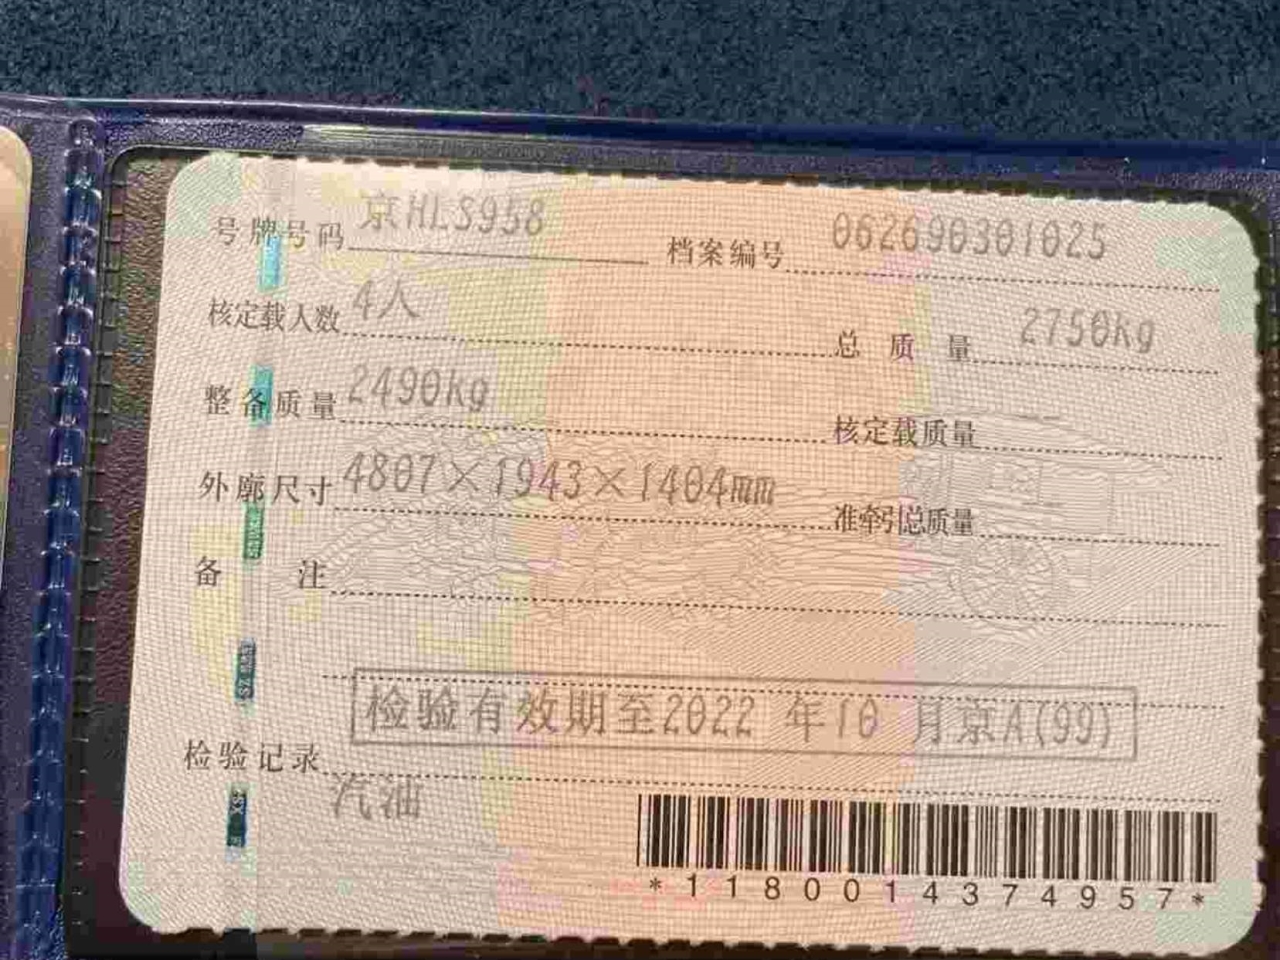 号牌号码 京HLS958 档案编号 062690301025
核定载人数 4人 总质量 2750kg
整备质量 2490kg 核定载质量
外廓尺寸 4807×1943×1404mm 准牵引总质量
备注
检验有效期至2022 年10 月京A(99)
检验记录
汽油
*1180014374957*